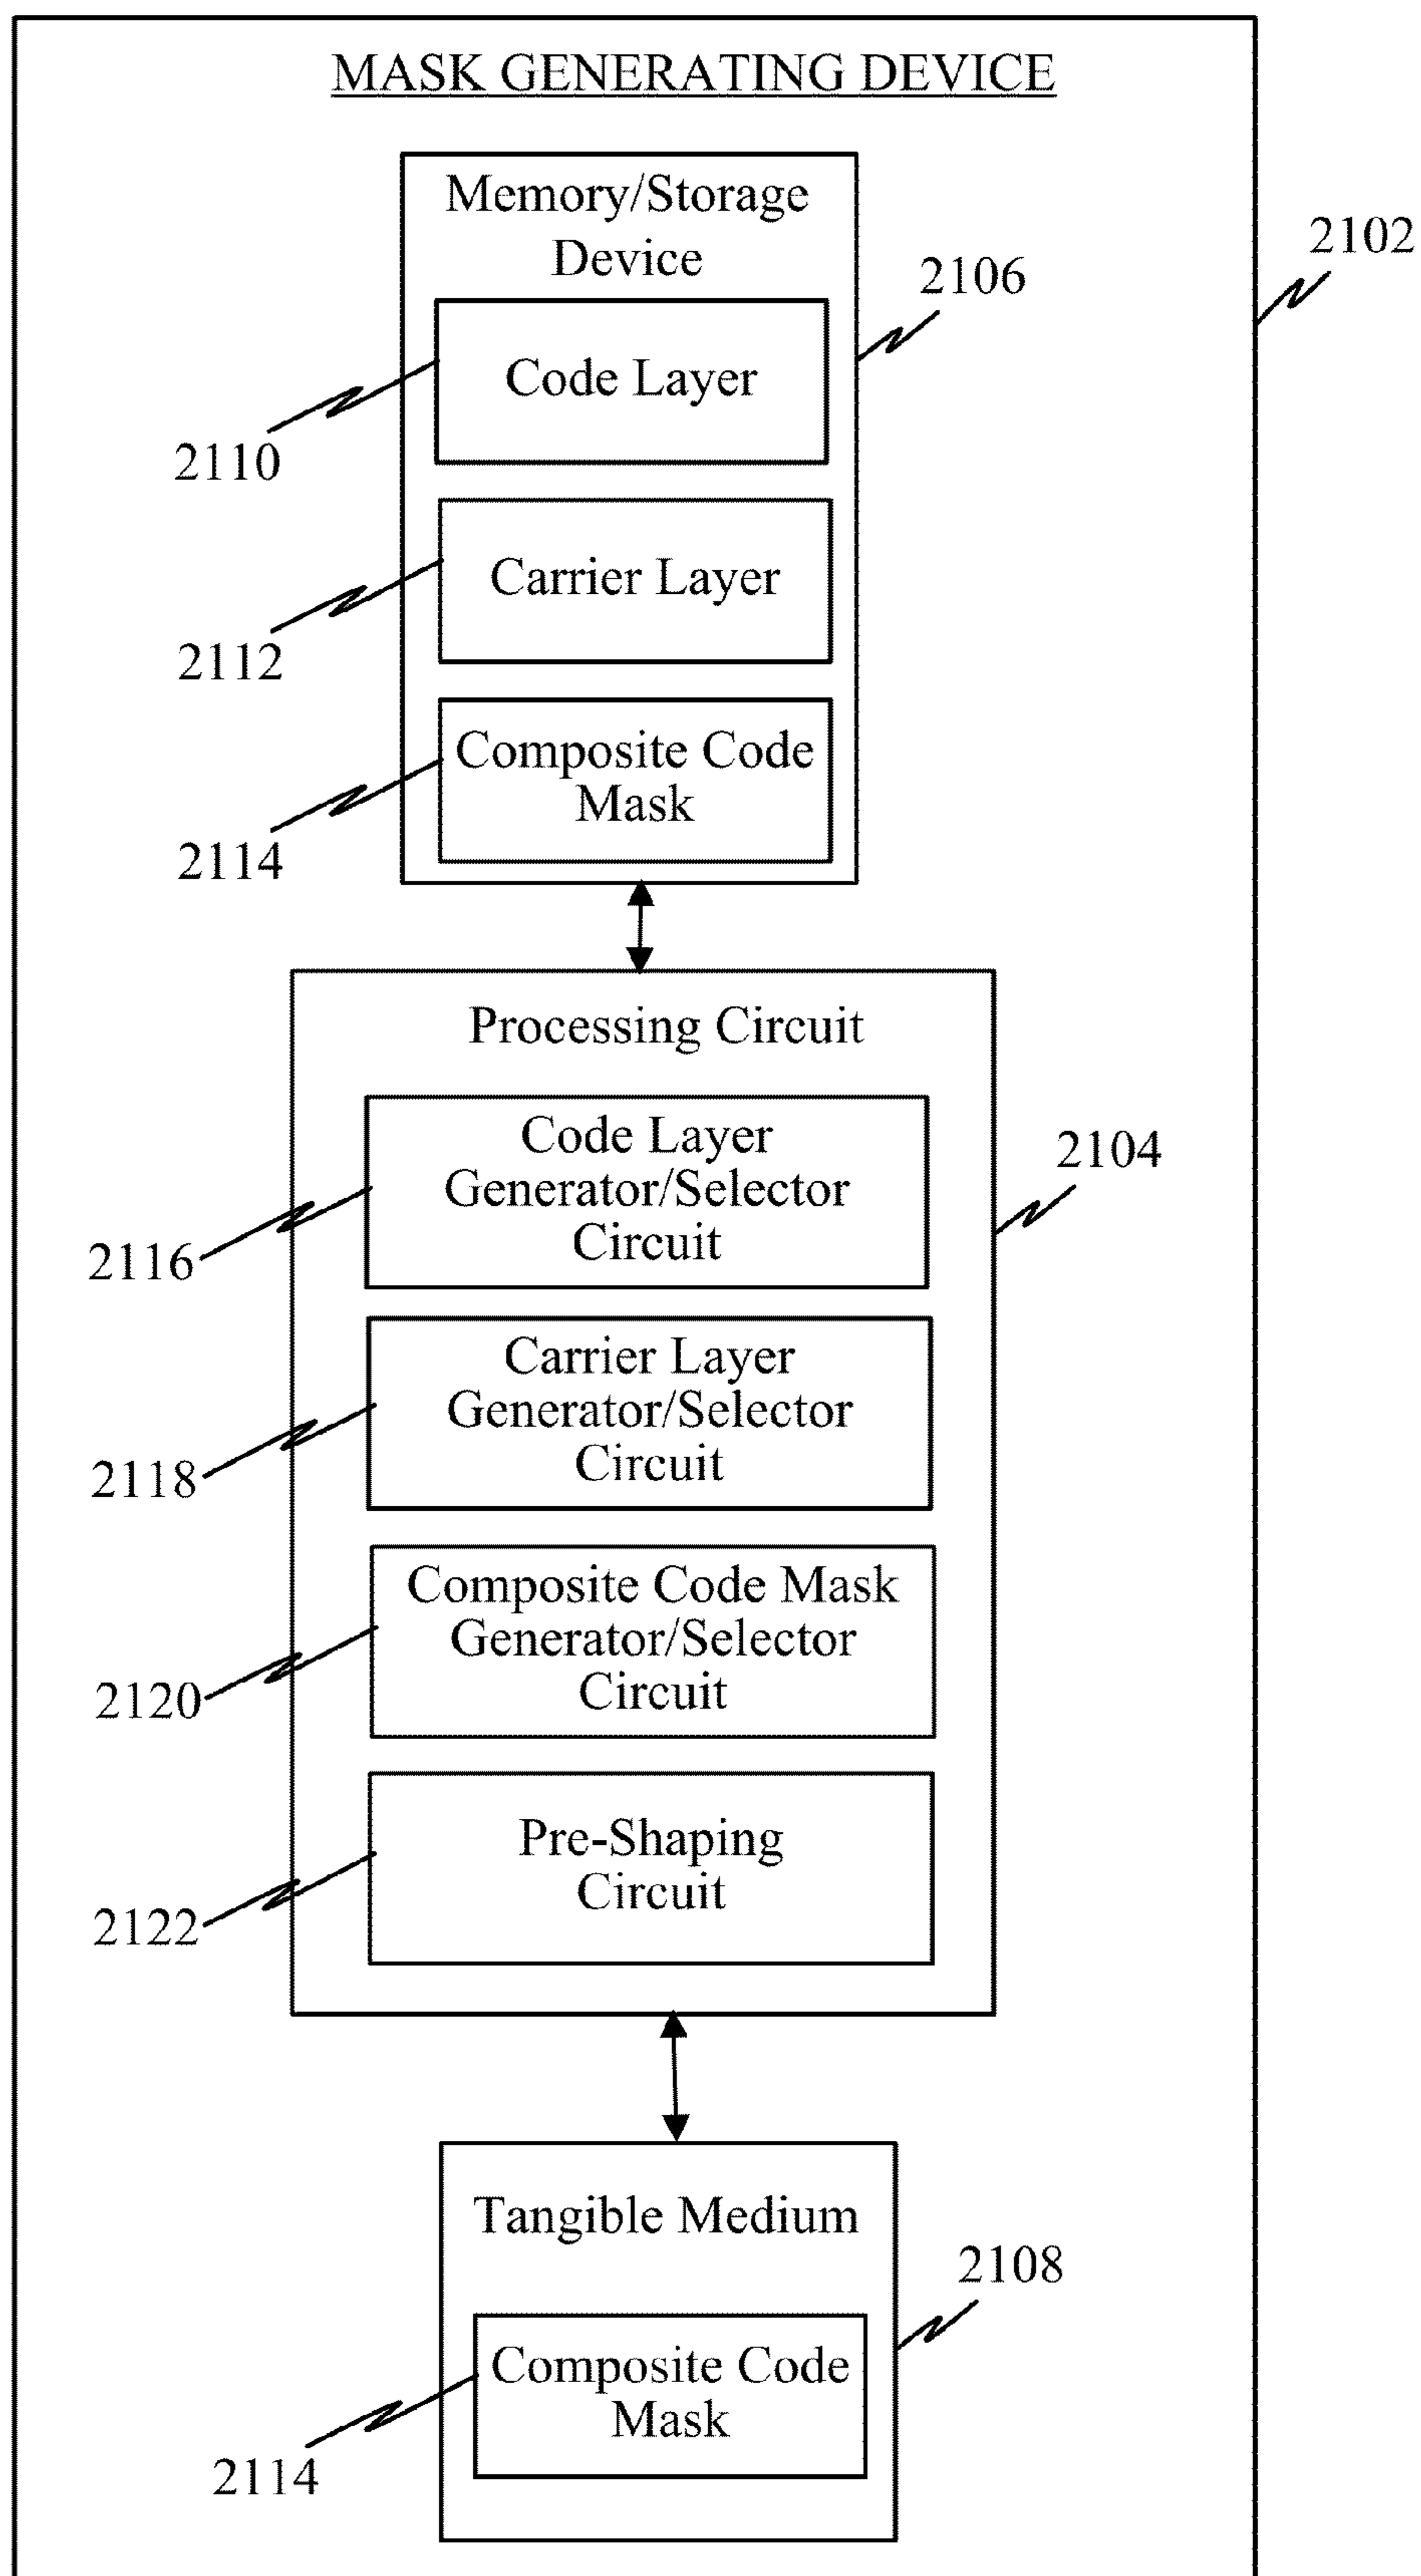 MASK GENERATING DEVICE
Memory/Storage
Device
2102
2106
Code Layer
2110
Carrier Layer
2112
Composite Code
Mask
2114
Processing Circuit
Code Layer
Generator/Selector
Circuit
2104
2116
Carrier Layer
Generator/Selector
Circuit
2118
Composite Code Mask
Generator/Selector
Circuit
2120
Pre-Shaping
Circuit
2122
Tangible Medium
2108
Composite Code
Mask
2114